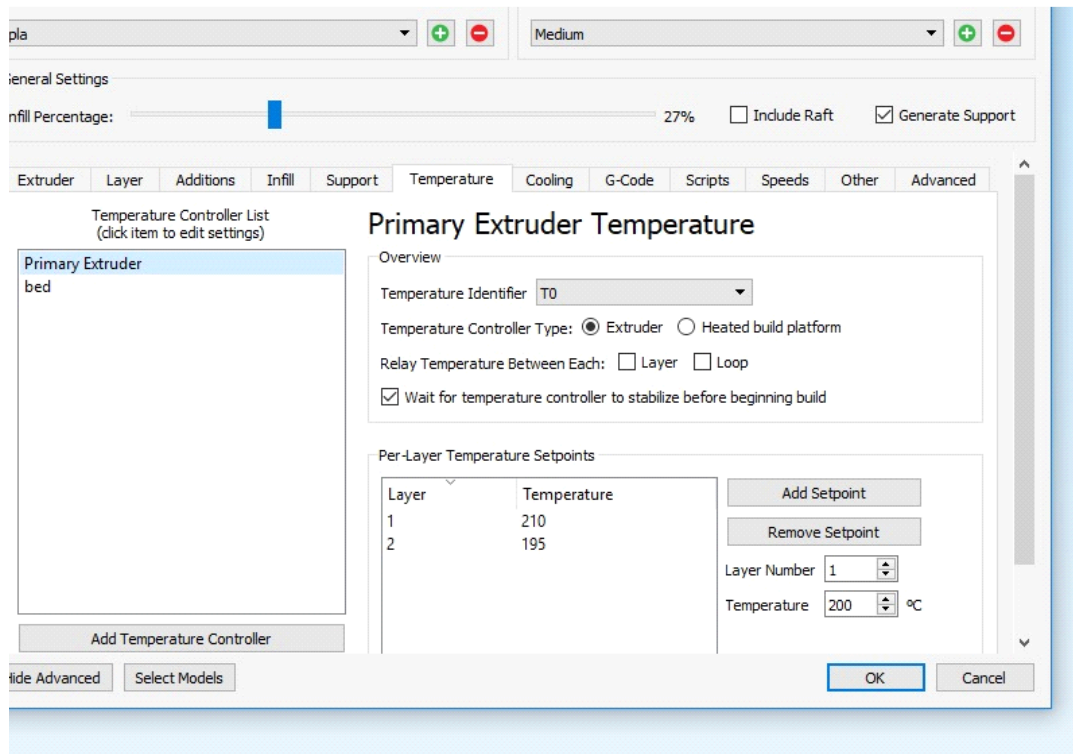 pla
Medium
General Settings
nfill Percentage:
27%
Include Raft
Generate Support
Extruder Layer Additions Infill Support Temperature Cooling G-Code Scripts Speeds Other Advanced
Temperature Controller List
(click item to edit settings)
Primary Extruder
bed
Add Temperature Controller
Primary Extruder Temperature
Overview
Temperature Identifier T0
Temperature Controller Type: Extruder Heated build platform
Relay Temperature Between Each: Layer Loop
Wait for temperature controller to stabilize before beginning build
Per-Layer Temperature Setpoints
Layer Temperature
1 210
2 195
Add Setpoint
Remove Setpoint
Layer Number 1
Temperature 200 ºC
Hide Advanced Select Models OK Cancel